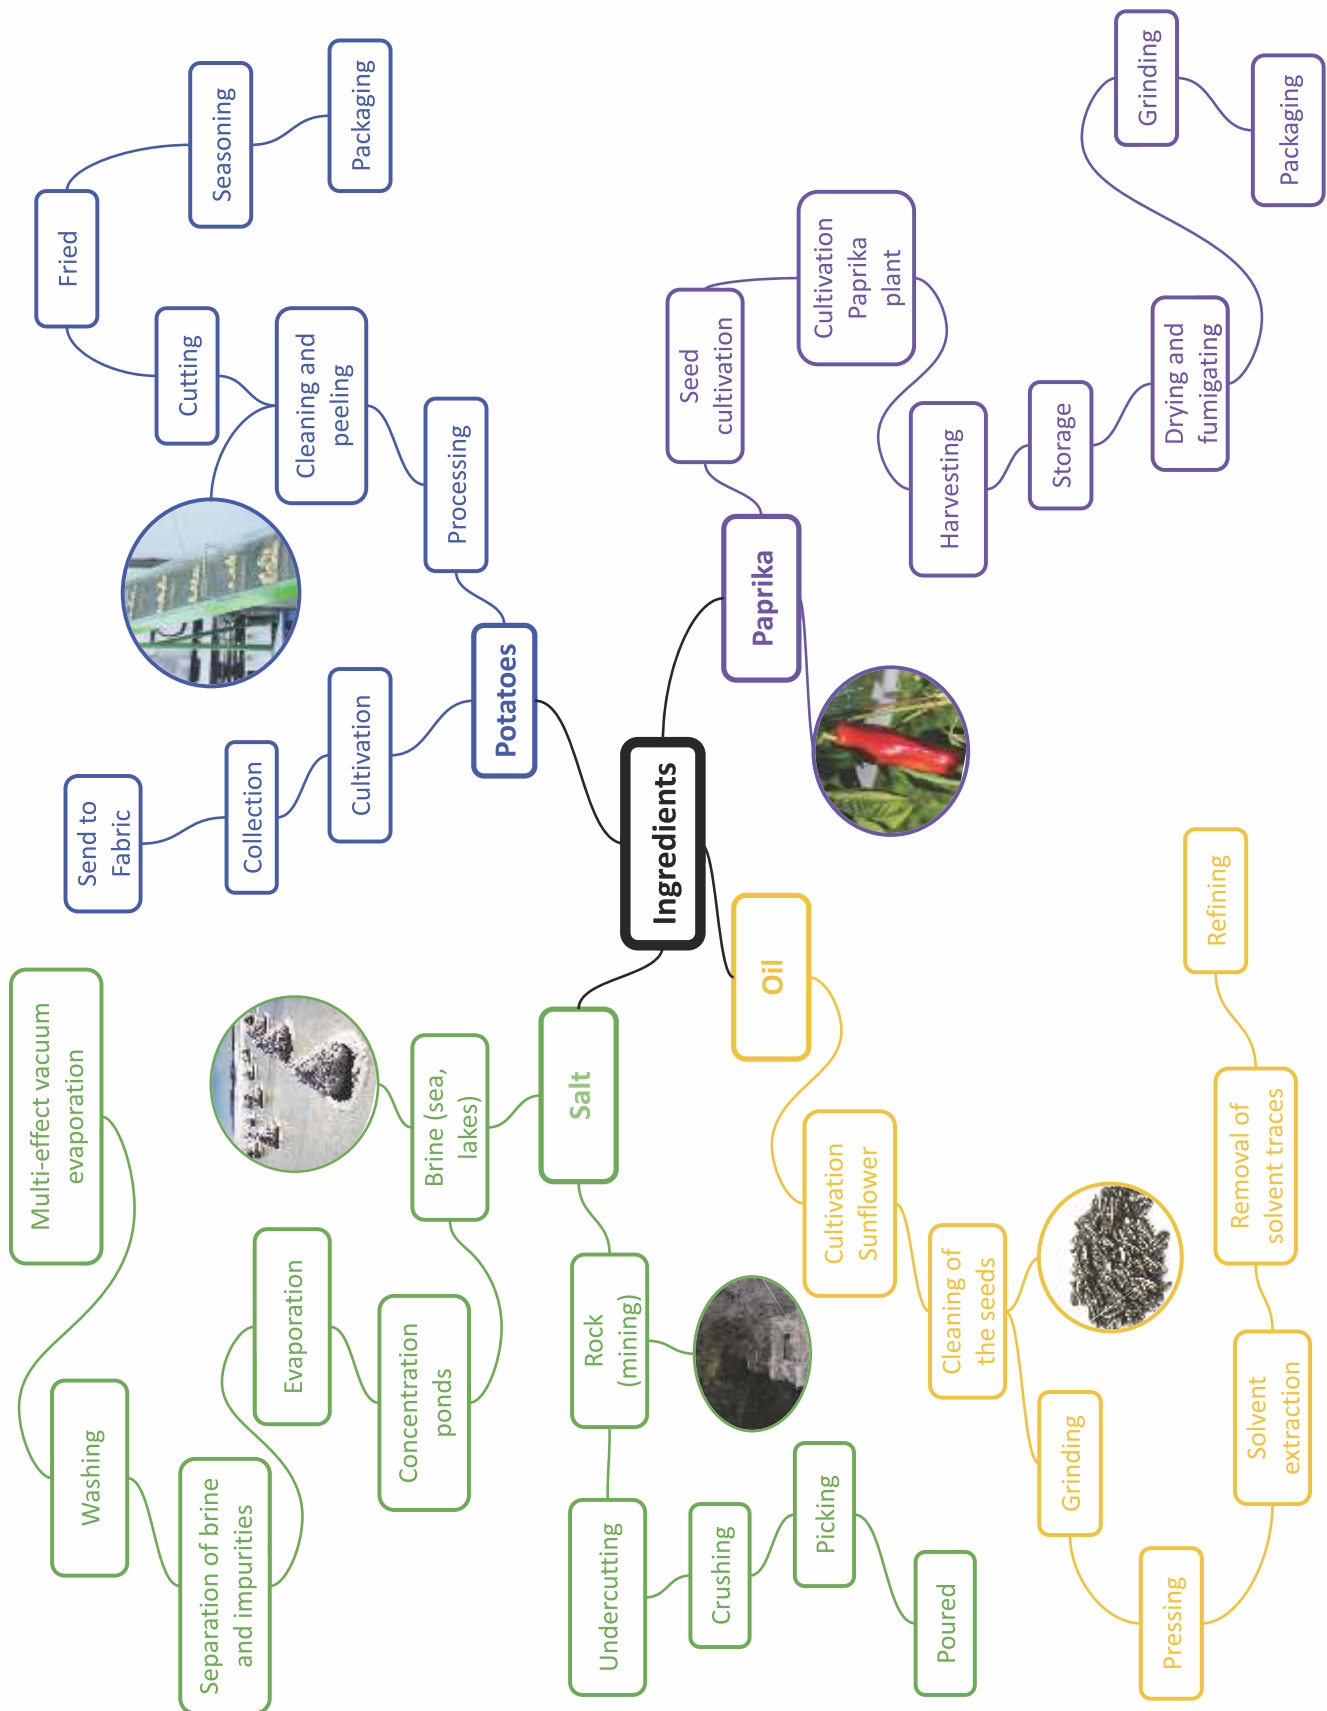 Ingredients
Potatoes
Cultivation
Collection
Send to
Fabric
Processing
Cleaning and
peeling
Cutting
Fried
Seasoning
Packaging
Paprika
Seed
cultivation
Cultivation
Paprika
plant
Harvesting
Storage
Drying and
fumigating
Grinding
Packaging
Oil
Cultivation
Sunflower
Cleaning of
the seeds
Grinding
Pressing
Solvent
extraction
Removal of
solvent traces
Refining
Salt
Brine (sea,
lakes)
Concentration
ponds
Evaporation
Separation of brine
and impurities
Washing
Multi-effect vacuum
evaporation
Rock
(mining)
Undercutting
Crushing
Picking
Poured